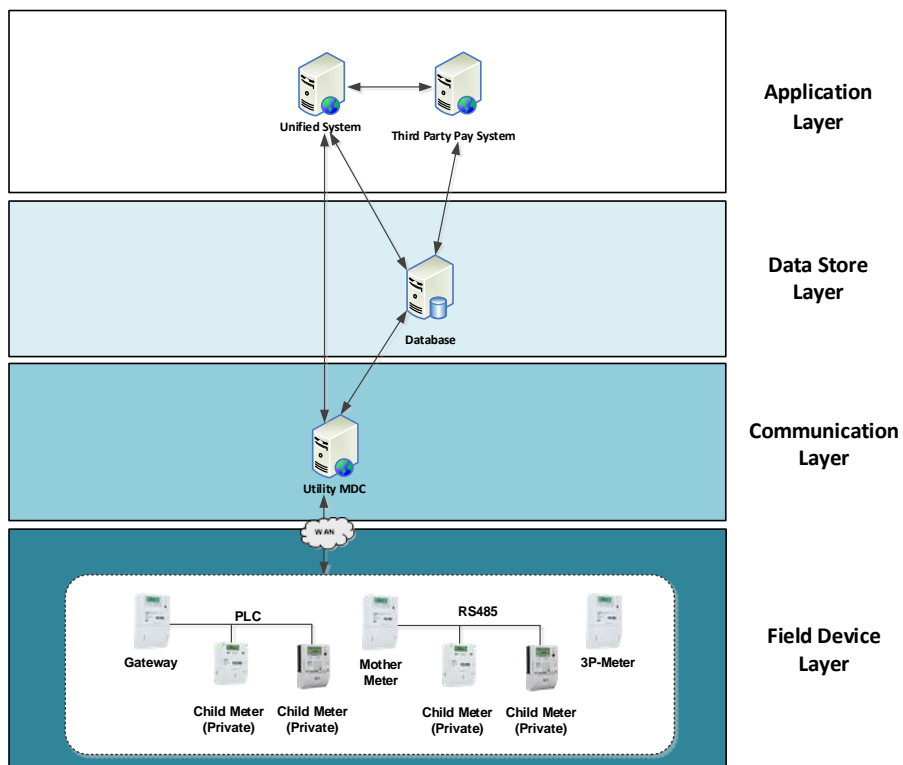 Unified System
Third Party Pay System
Application
Layer
Database
Data Store
Layer
Utility MDC
Communication
Layer
WAN
PLC
RS485
Gateway
Mother
Meter
3P-Meter
Child Meter
(Private)
Child Meter
(Private)
Child Meter
(Private)
Child Meter
(Private)
Field Device
Layer